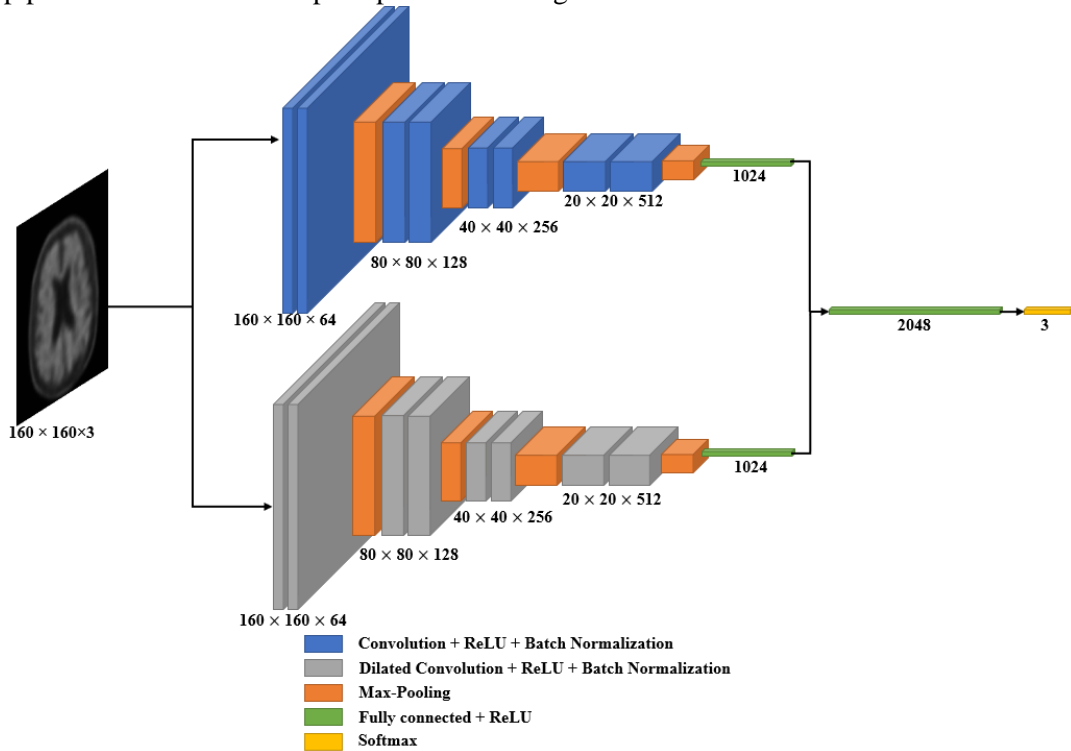 1024
20 × 20 × 512
40 × 40 × 256
80 × 80 × 128
160 × 160 × 64
2048
3
160 × 160×3
1024
20 × 20 × 512
40 × 40 × 256
80 × 80 × 128
160 × 160 × 64
Convolution + ReLU + Batch Normalization
Dilated Convolution + ReLU + Batch Normalization
Max-Pooling
Fully connected + ReLU
Softmax